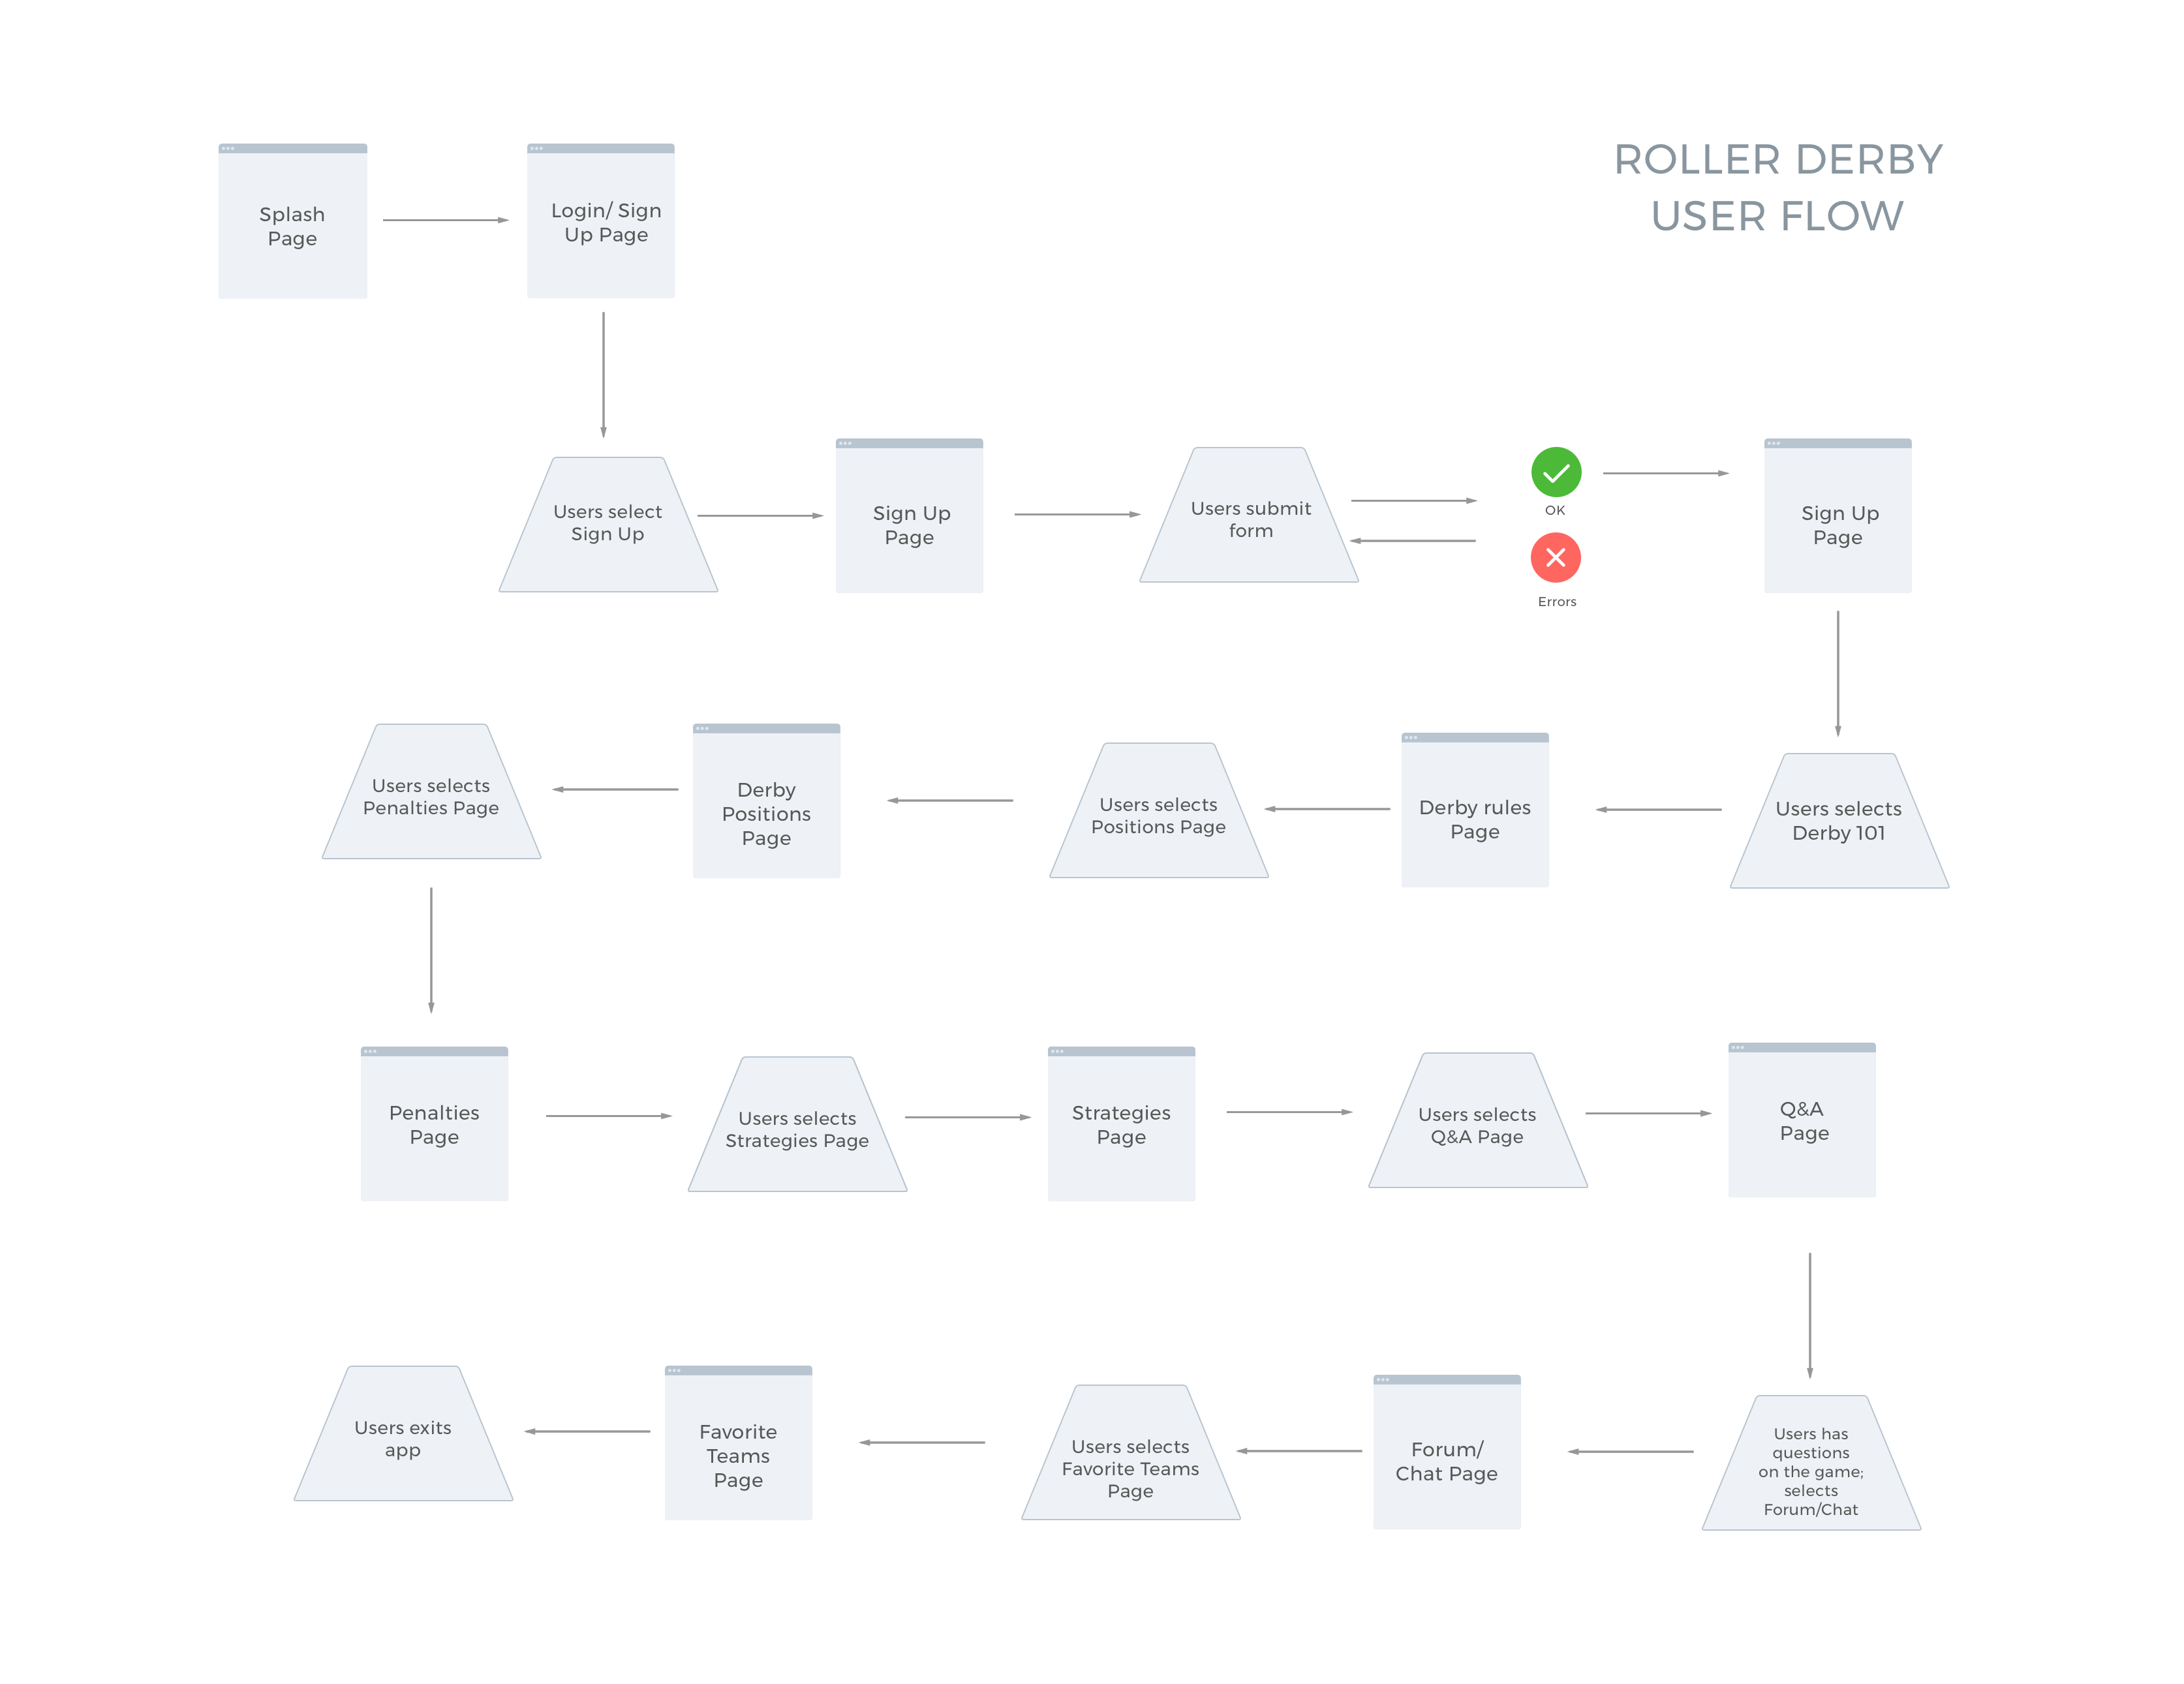 ROLLER DERBY
USER FLOW
Splash
Page
Login/ Sign
Up Page
Users select
Sign Up
Sign Up
Page
Users submit
form
OK
Errors
Sign Up
Page
Users selects
Derby 101
Derby rules
Page
Users selects
Positions Page
Derby
Positions
Page
Users selects
Penalties Page
Penalties
Page
Users selects
Strategies Page
Strategies
Page
Users selects
Q&A Page
Q&A
Page
Users has
questions
on the game;
selects
Forum/Chat
Forum/
Chat Page
Users selects
Favorite Teams
Page
Favorite
Teams
Page
Users exits
app